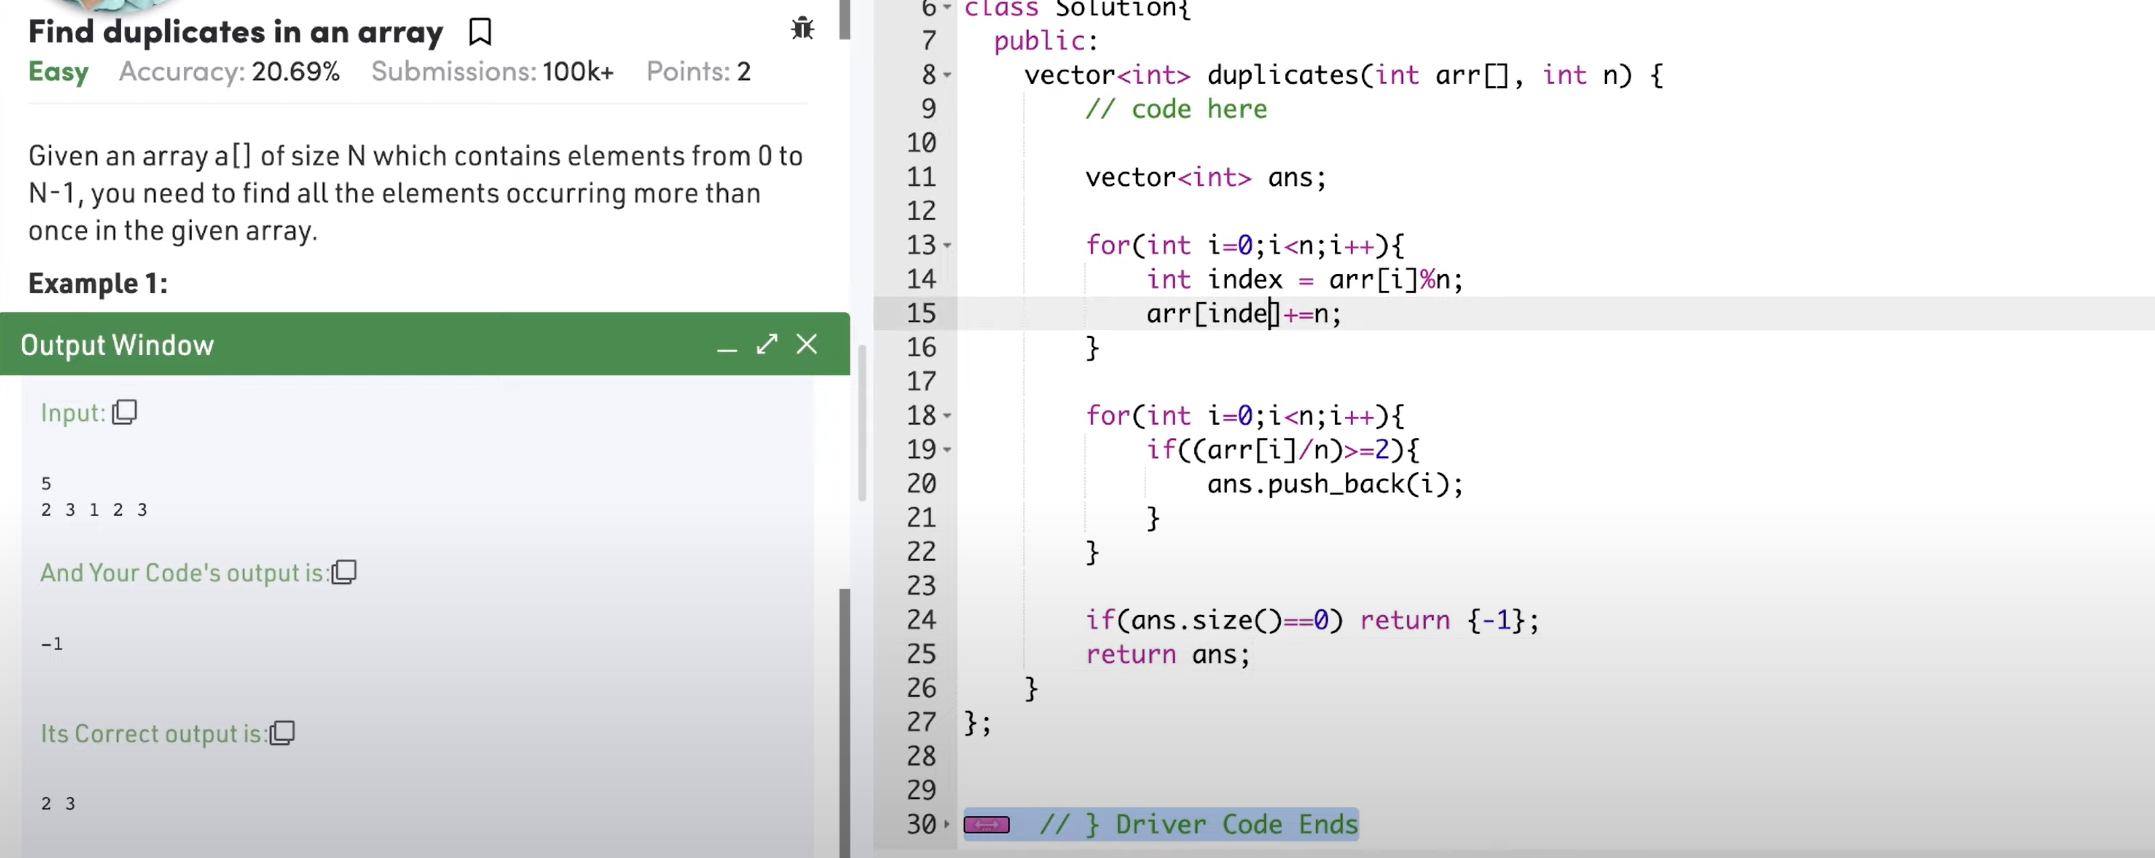 Find duplicates in an array
Easy Accuracy: 20.69% Submissions: 100k+ Points: 2
Given an array a[] of size N which contains elements from 0 to
N-1, you need to find all the elements occurring more than
once in the given array.
Example 1:
Output Window
Input:
5
2 3 1 2 3
And Your Code's output is:
-1
Its Correct output is:
2 3
6 class Solution{
7 public:
8 vector<int> duplicates(int arr[], int n) {
9 // code here
10
11 vector<int> ans;
12
13 for(int i=0;i<n;i++){
14 int index = arr[i]%n;
15 arr[inde]+=n;
16 }
17
18 for(int i=0;i<n;i++){
19 if((arr[i]/n)>=2){
20 ans.push_back(i);
21 }
22 }
23
24 if(ans.size()==0) return {-1};
25 return ans;
26 }
27 };
28
29
30 // } Driver Code Ends